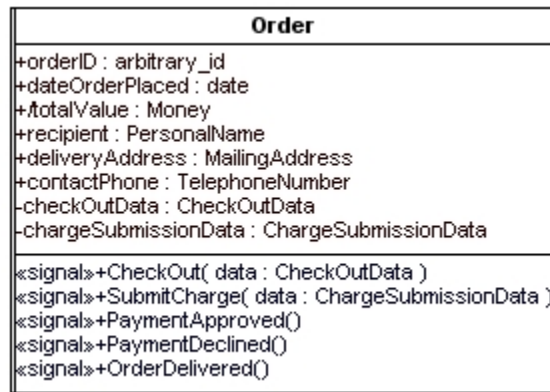 Order
+orderID : arbitrary_id
+dateOrderPlaced : date
+/totalValue : Money
+recipient : PersonalName
+deliveryAddress : MailingAddress
+contactPhone : TelephoneNumber
-checkOutData : CheckOutData
-chargeSubmissionData : ChargeSubmissionData
«signal»+CheckOut( data : CheckOutData )
«signal»+SubmitCharge( data : ChargeSubmissionData )
«signal»+PaymentApproved()
«signal»+PaymentDeclined()
«signal»+OrderDelivered()